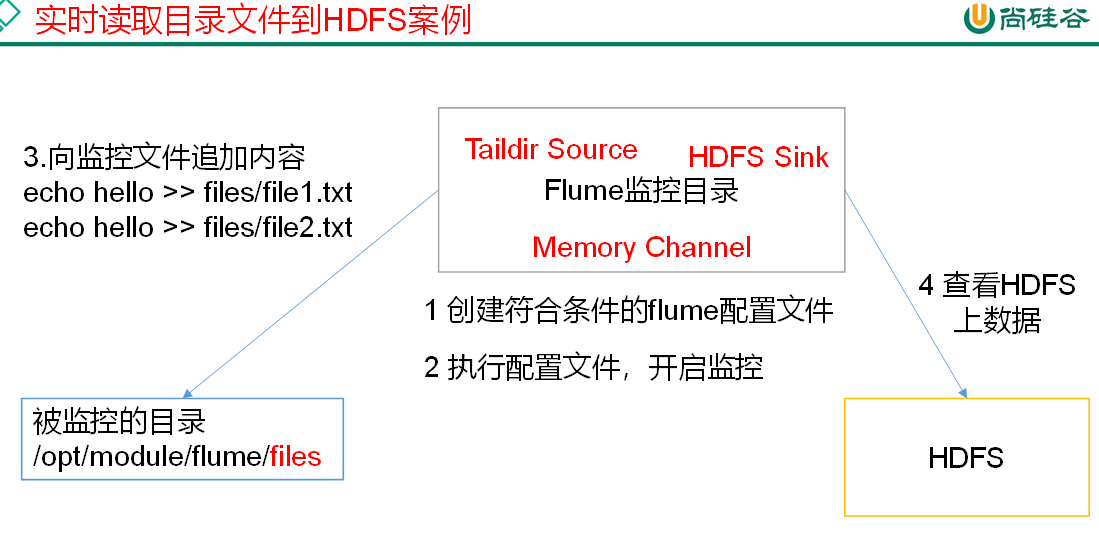 实时读取目录文件到HDFS案例
尚硅谷
3.向监控文件追加内容
echo hello >> files/file1.txt
echo hello >> files/file2.txt
Taildir Source
HDFS Sink
Flume监控目录
Memory Channel
1 创建符合条件的flume配置文件
2 执行配置文件，开启监控
4 查看HDFS
上数据
被监控的目录
/opt/module/flume/files
HDFS